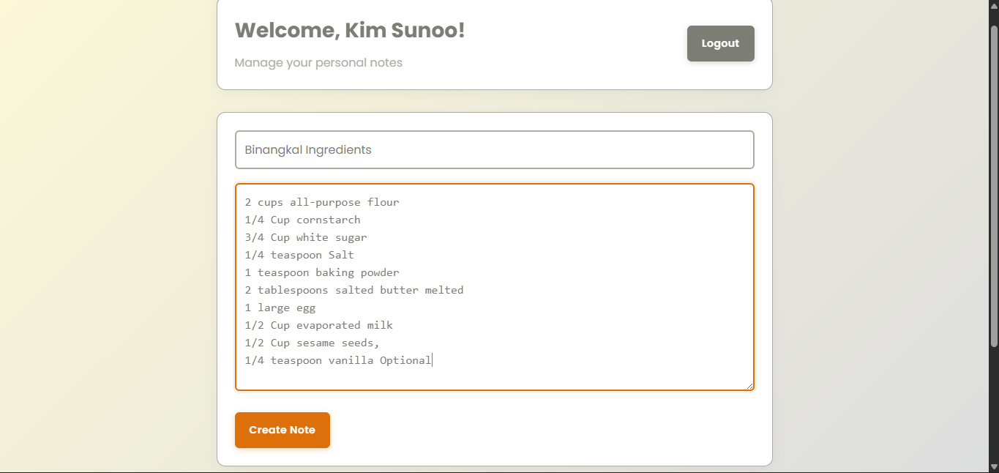 Welcome, Kim Sunoo!
Manage your personal notes
Logout
Binangkal Ingredients
2 cups all-purpose flour
1/4 Cup cornstarch
3/4 Cup white sugar
1/4 teaspoon Salt
1 teaspoon baking powder
2 tablespoons salted butter melted
1 large egg
1/2 Cup evaporated milk
1/2 Cup sesame seeds,
1/4 teaspoon vanilla Optional
Create Note